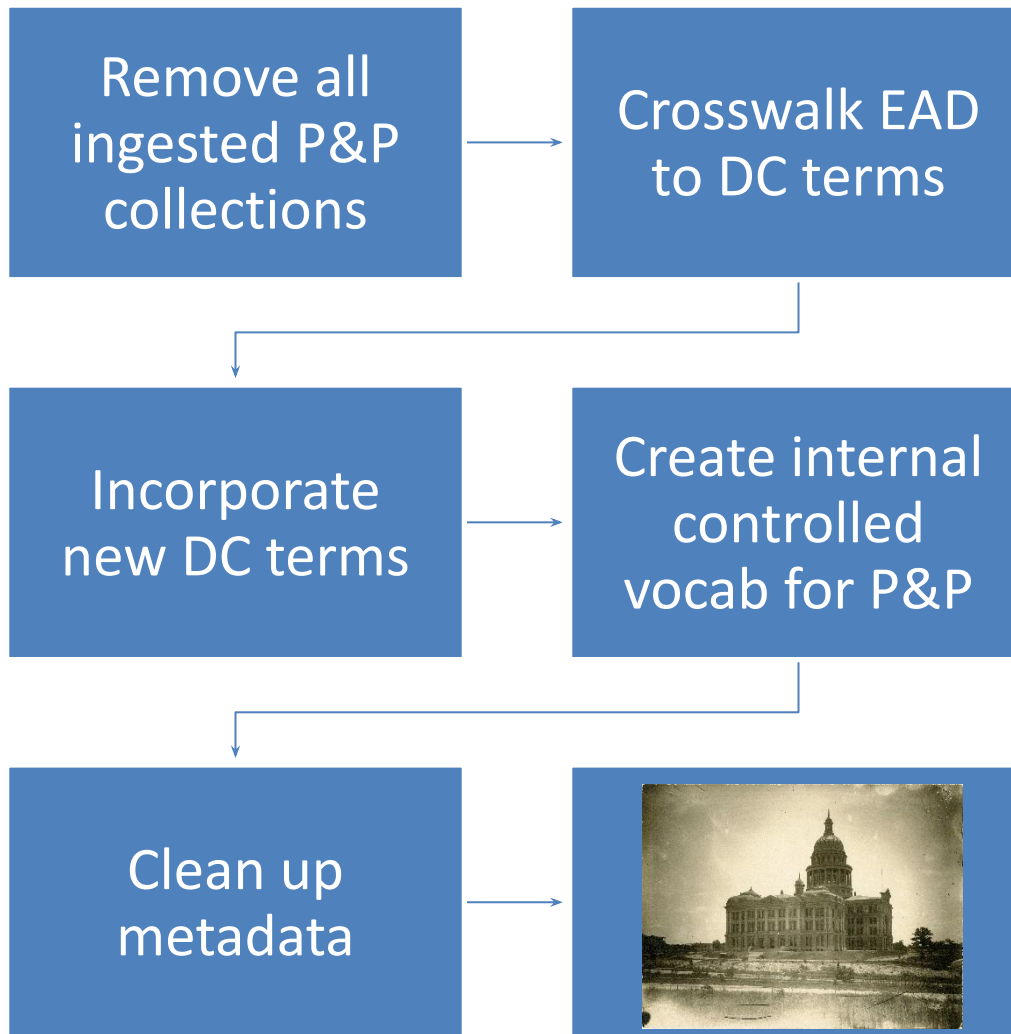 Remove all
ingested P&P
collections
Crosswalk EAD
to DC terms
Incorporate
new DC terms
Create internal
controlled
vocab for P&P
Clean up
metadata